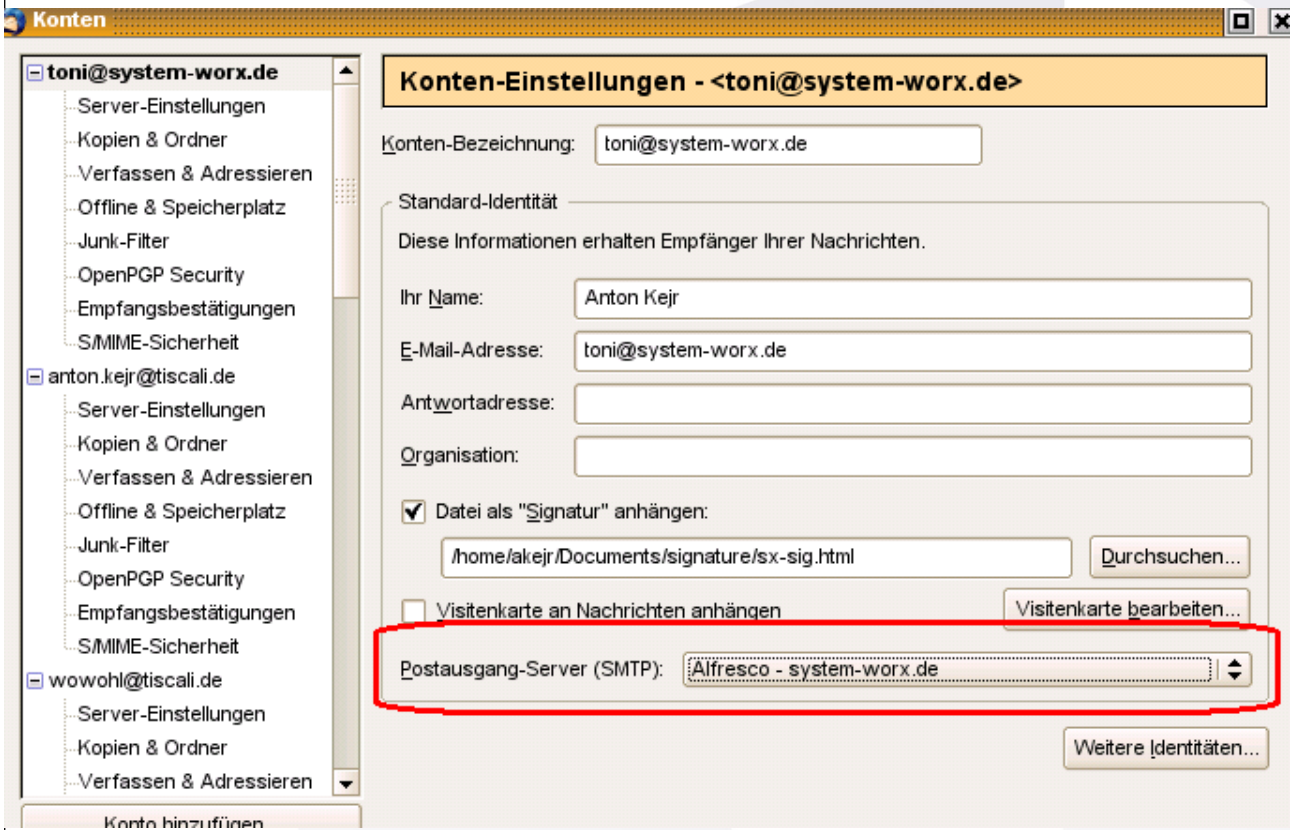 Konten
toni@system-worx.de
Server-Einstellungen
Kopien & Ordner
Verfassen & Adressieren
Offline & Speicherplatz
Junk-Filter
OpenPGP Security
Empfangsbestätigungen
S/MIME-Sicherheit
anton.kejr@tiscali.de
Server-Einstellungen
Kopien & Ordner
Verfassen & Adressieren
Offline & Speicherplatz
Junk-Filter
OpenPGP Security
Empfangsbestätigungen
S/MIME-Sicherheit
wowohl@tiscali.de
Server-Einstellungen
Kopien & Ordner
Verfassen & Adressieren
Konto hinzufügen
Konten-Einstellungen - <toni@system-worx.de>
Konten-Bezeichnung: toni@system-worx.de
Standard-Identität
Diese Informationen erhalten Empfänger Ihrer Nachrichten.
Ihr Name: Anton Kejr
E-Mail-Adresse: toni@system-worx.de
Antwortadresse:
Organisation:
Datei als "Signatur" anhängen:
/home/akejr/Documents/signature/sx-sig.html Durchsuchen...
Visitenkarte an Nachrichten anhängen Visitenkarte bearbeiten...
Postausgang-Server (SMTP): Alfresco - system-worx.de
Weitere Identitäten...